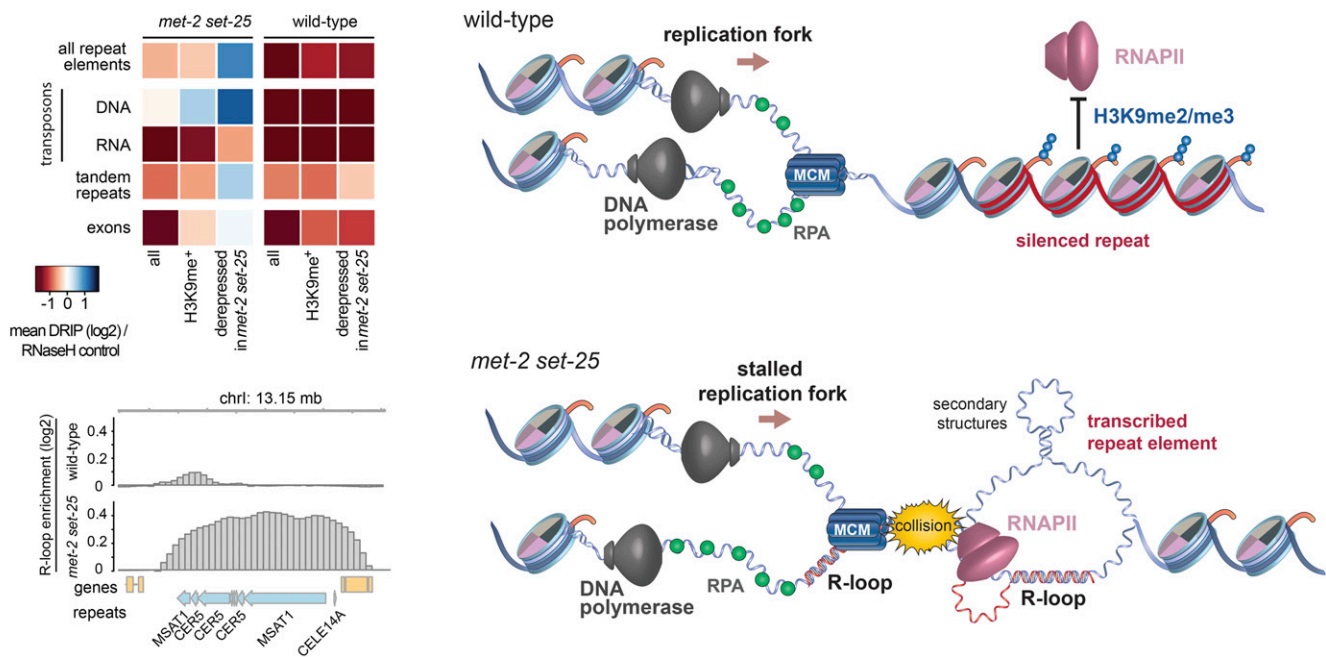 met-2 set-25
wild-type
all repeat
elements
transposons
DNA
RNA
tandem
repeats
exons
all
H3K9me+
derepressed
in met-2 set-25
all
H3K9me+
derepressed
in met-2 set-25
-1 0 1
mean DRIP (log2) /
RNaseH control
chrI: 13.15 mb
R-loop enrichment (log2)
wild-type
0.4
0.2
0
met-2 set-25
0.4
0.2
0
genes
repeats
MSAT1
CER5
CER5
CER5
MSAT1
CELE14A
wild-type
replication fork
RNAPII
H3K9me2/me3
MCM
DNA
polymerase
RPA
silenced repeat
met-2 set-25
stalled
replication fork
secondary
structures
transcribed
repeat element
MCM
collision
RNAPII
DNA
polymerase
RPA
R-loop
R-loop